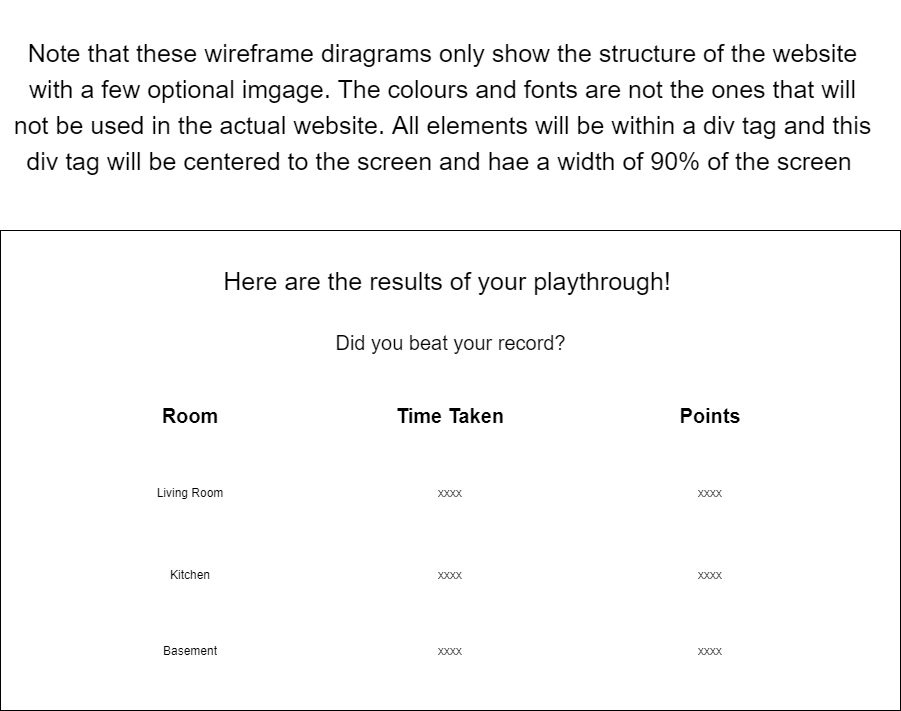 Note that these wireframe diragrams only show the structure of the website
with a few optional imgage. The colours and fonts are not the ones that will
not be used in the actual website. All elements will be within a div tag and this
div tag will be centered to the screen and hae a width of 90% of the screen
Here are the results of your playthrough!
Did you beat your record?
Room Time Taken Points
Living Room xxxx xxxx
Kitchen xxxx xxxx
Basement xxxx xxxx